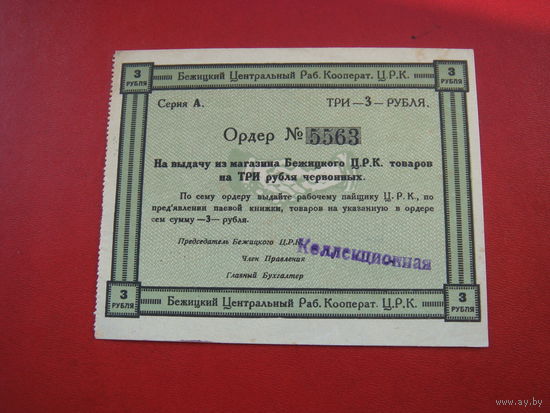 3 Бежицкий Центральный Раб. Кооперат. Ц.Р.К. 3
РУБЛЯ РУБЛЯ
Серия А. ТРИ —3— РУБЛЯ.
Ордер № 5563
На выдачу из магазина Бежицкого Ц.Р.К. товаров
на ТРИ рубля червонных.
По сему ордеру выдайте рабочему пайщику Ц.Р.К., по
пред'явлении паевой книжки, товаров на указанную в ордере
сем сумму —3— рубля.
Председатель Бежицкого Ц.Р.К.
Коллекционная
Член Правления
Главный Бухгалтер
3 Бежицкий Центральный Раб. Кооперат. Ц.Р.К. 3
РУБЛЯ РУБЛЯ
www.ay.by